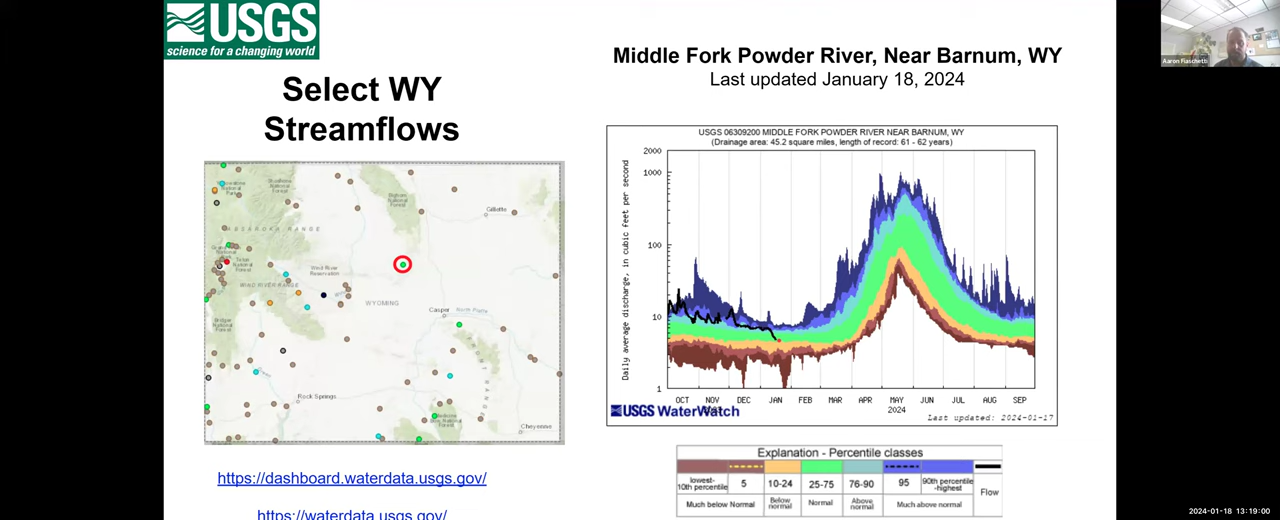 USGS
science for a changing world
Select WY
Streamflows
Middle Fork Powder River, Near Barnum, WY
Last updated January 18, 2024
Aaron Fiaschetti
USGS 06309200 MIDDLE FORK POWDER RIVER NEAR BARNUM, WY
(Drainage area: 45.2 square miles, length of record: 61 - 62 years)
Daily average discharge, in cubic feet per second
2000
1000
100
10
1
OCT NOV DEC JAN FEB MAR APR MAY JUN JUL AUG SEP
2024
USGS WaterWatch
Last updated: 2024-01-17
Gillette
Wind River
Reservation
WIND RIVER RANGE
WYOMING
Casper
North Platte
Rock Springs
Cheyenne
https://dashboard.waterdata.usgs.gov/
https://waterdata.usgs.gov/
Explanation - Percentile classes
lowest-
10th percentile
5
10-24
25-75
76-90
95
90th percentile
-highest
Flow
Much below Normal
Below
normal
Normal
Above
normal
Much above normal
2024-01-18 13:19:00